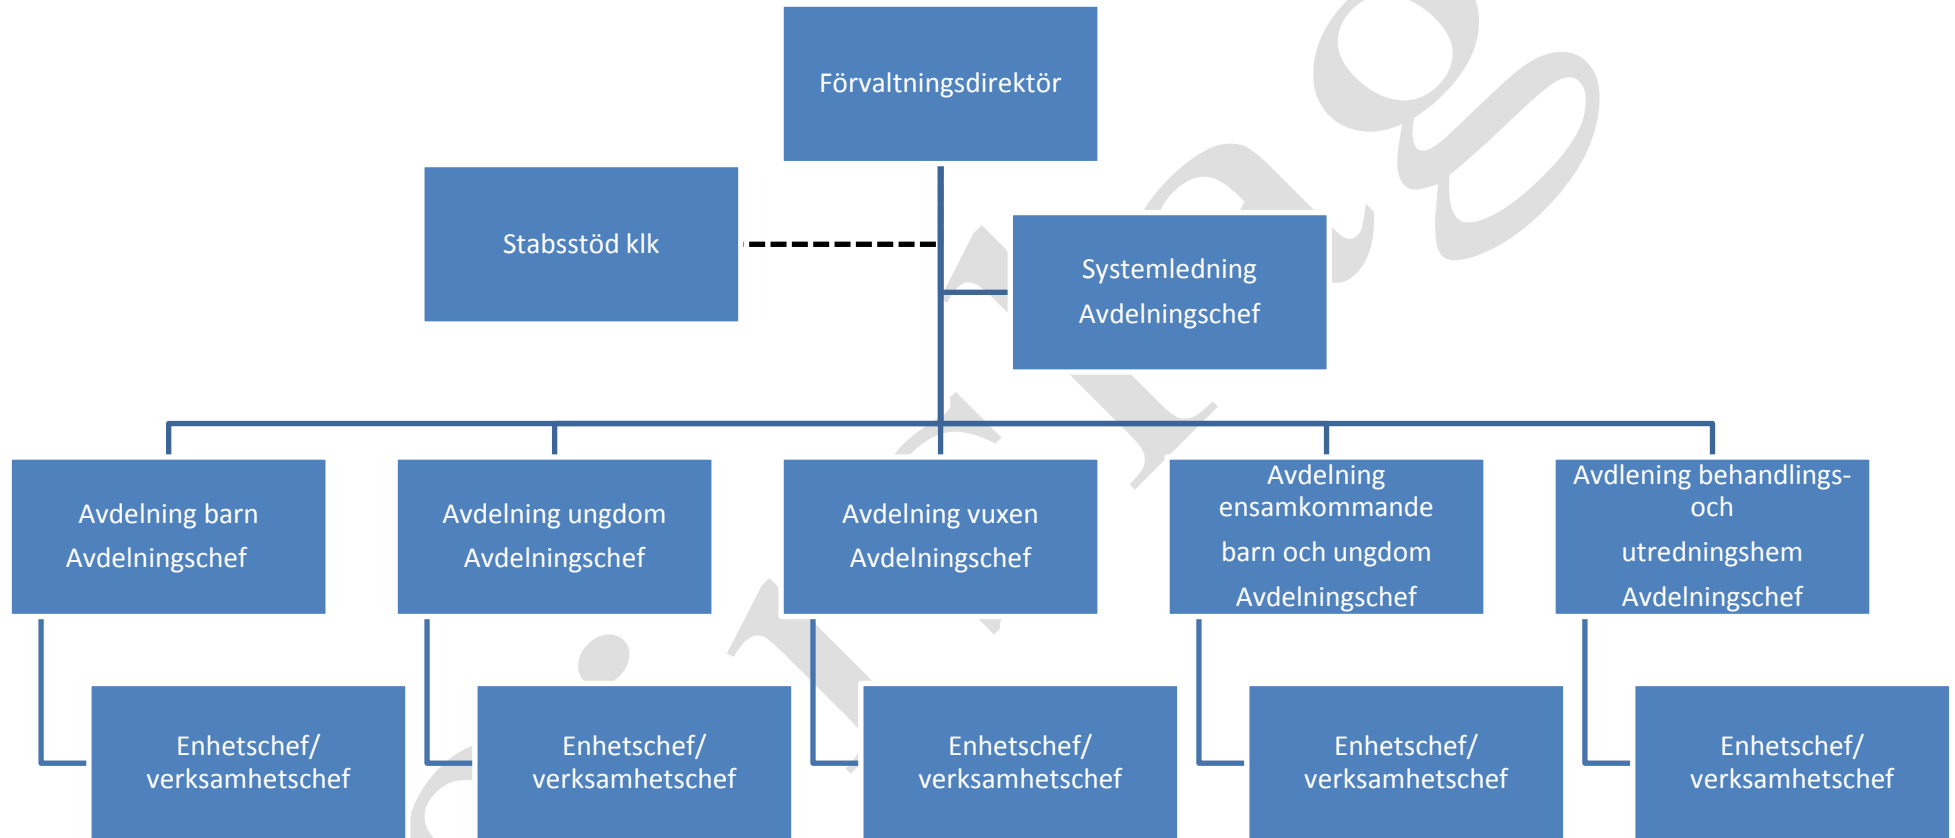 Förvaltningsdirektör
Stabsstöd klk
Systemledning
Avdelningschef
Avdelning barn
Avdelningschef
Avdelning ungdom
Avdelningschef
Avdelning vuxen
Avdelningschef
Avdelning
ensamkommande
barn och ungdom
Avdelningschef
Avdlening behandlings-
och
utredningshem
Avdelningschef
Enhetschef/
verksamhetschef
Enhetschef/
verksamhetschef
Enhetschef/
verksamhetschef
Enhetschef/
verksamhetschef
Enhetschef/
verksamhetschef